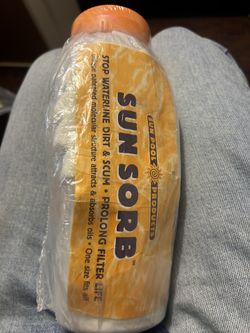 SUN POOL PRODUCTS
SUN SORB™
STOP WATERLINE DIRT & SCUM • PROLONG FILTER LIFE
patented molecular structure attracts & absorbs oils • One size fits all!